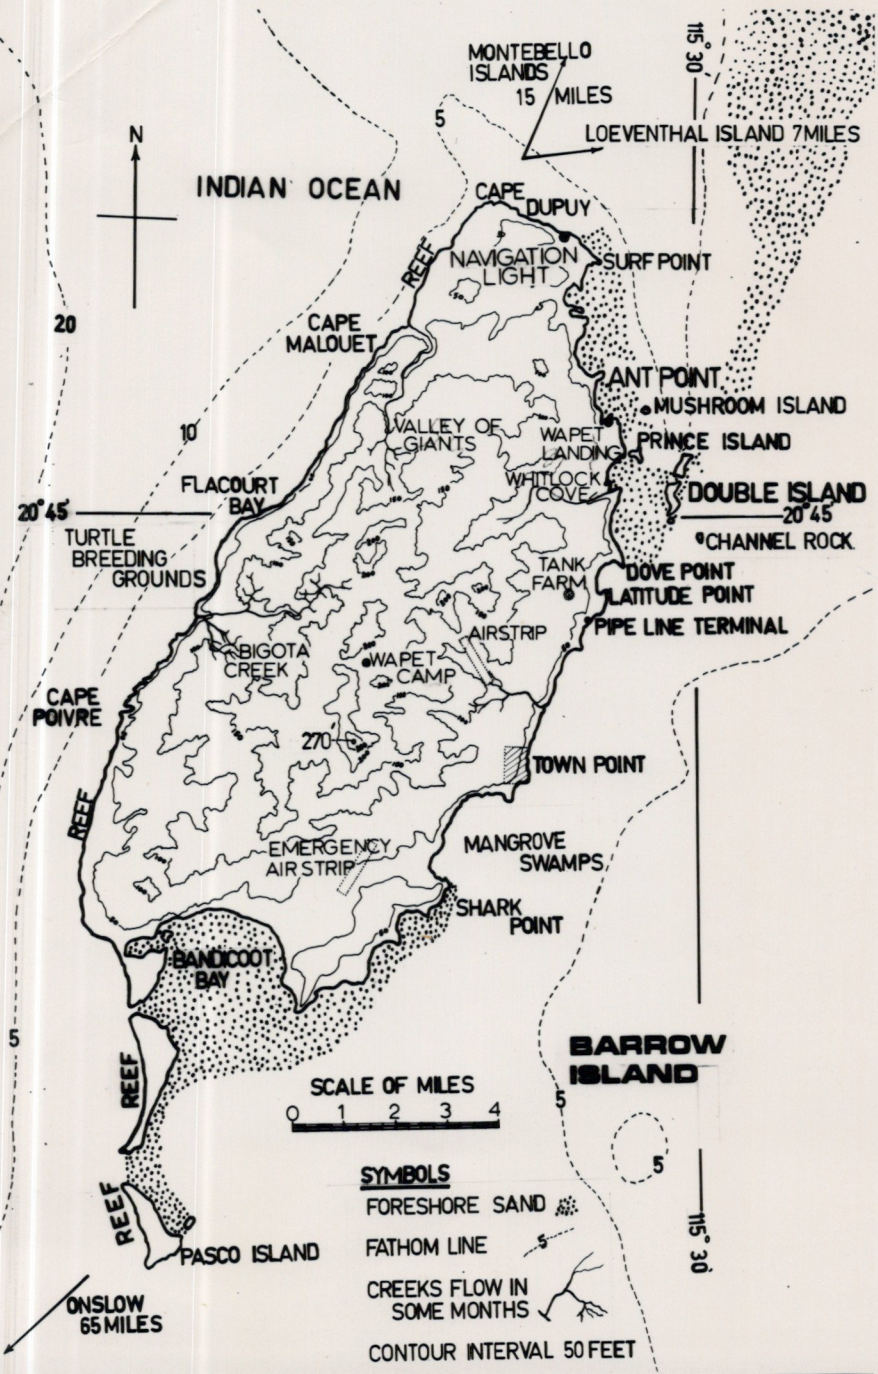 MONTEBELLO
ISLANDS
15 MILES
115° 30
5
LOEVENTHAL ISLAND 7 MILES
N
INDIAN OCEAN
CAPE
DUPUY
REEF
NAVIGATION
LIGHT
SURF POINT
50
20
CAPE
MALOUET
ANT POINT
MUSHROOM ISLAND
10
VALLEY OF
GIANTS
WAPET
LANDING
PRINCE ISLAND
FLACOURT
BAY
WHITLOCK
COVE
DOUBLE ISLAND
20° 45'
20° 45
TURTLE
BREEDING
GROUNDS
CHANNEL ROCK
TANK
FARM
DOVE POINT
LATITUDE POINT
AIRSTRIP
PIPE LINE TERMINAL
BIGOTA
CREEK
WAPET
CAMP
CAPE
POIVRE
270'
TOWN POINT
REEF
EMERGENCY
AIR STRIP
MANGROVE
SWAMPS
SHARK
POINT
BANDICOOT
BAY
5
BARROW
ISLAND
REEF
SCALE OF MILES
0 1 2 3 4
5
5
SYMBOLS
FORESHORE SAND
REEF
FATHOM LINE 5
PASCO ISLAND
115° 30'
CREEKS FLOW IN
SOME MONTHS
ONSLOW
65 MILES
CONTOUR INTERVAL 50 FEET